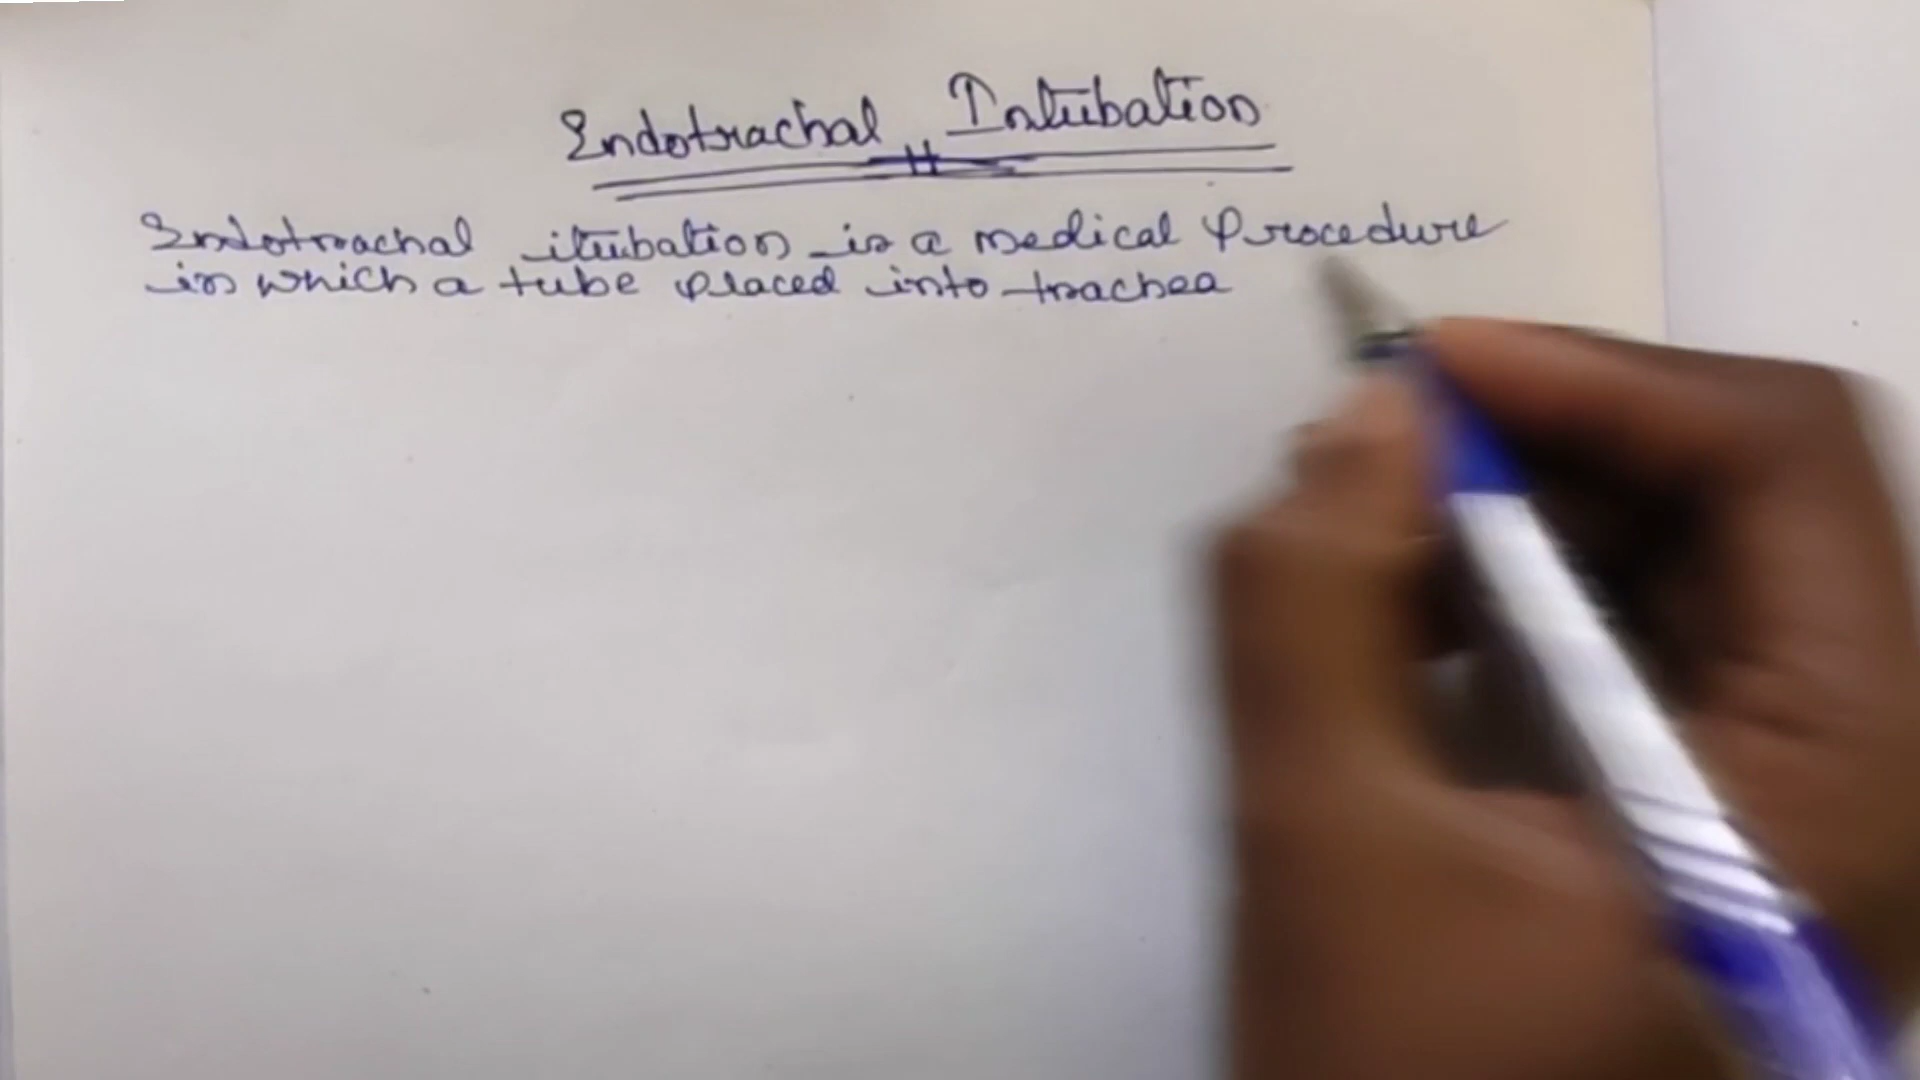 Endotrachal Intubation
Endotrachal itubation is a medical procedure
in which a tube placed into trachea